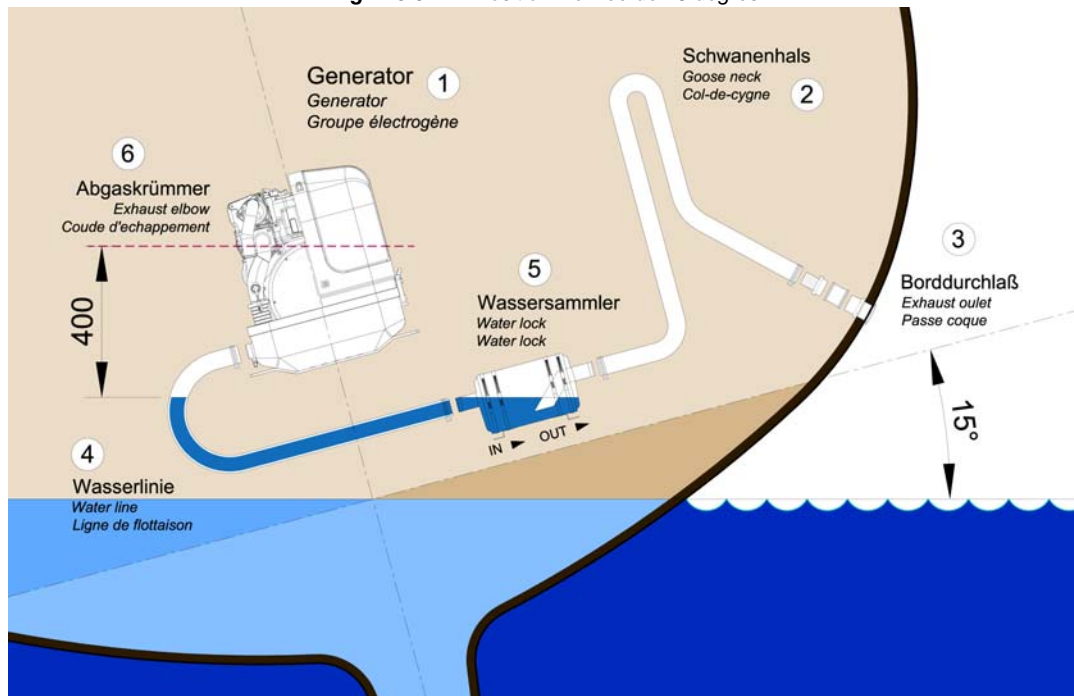 Generator
Generator
Groupe électrogène
1
Schwanenhals
Goose neck
Col-de-cygne
2
6
Abgaskrümmer
Exhaust elbow
Coude d'echappement
3
Borddurchlaß
Exhaust oulet
Passe coque
5
Wassersammler
Water lock
Water lock
400
IN
OUT
15°
4
Wasserlinie
Water line
Ligne de flottaison